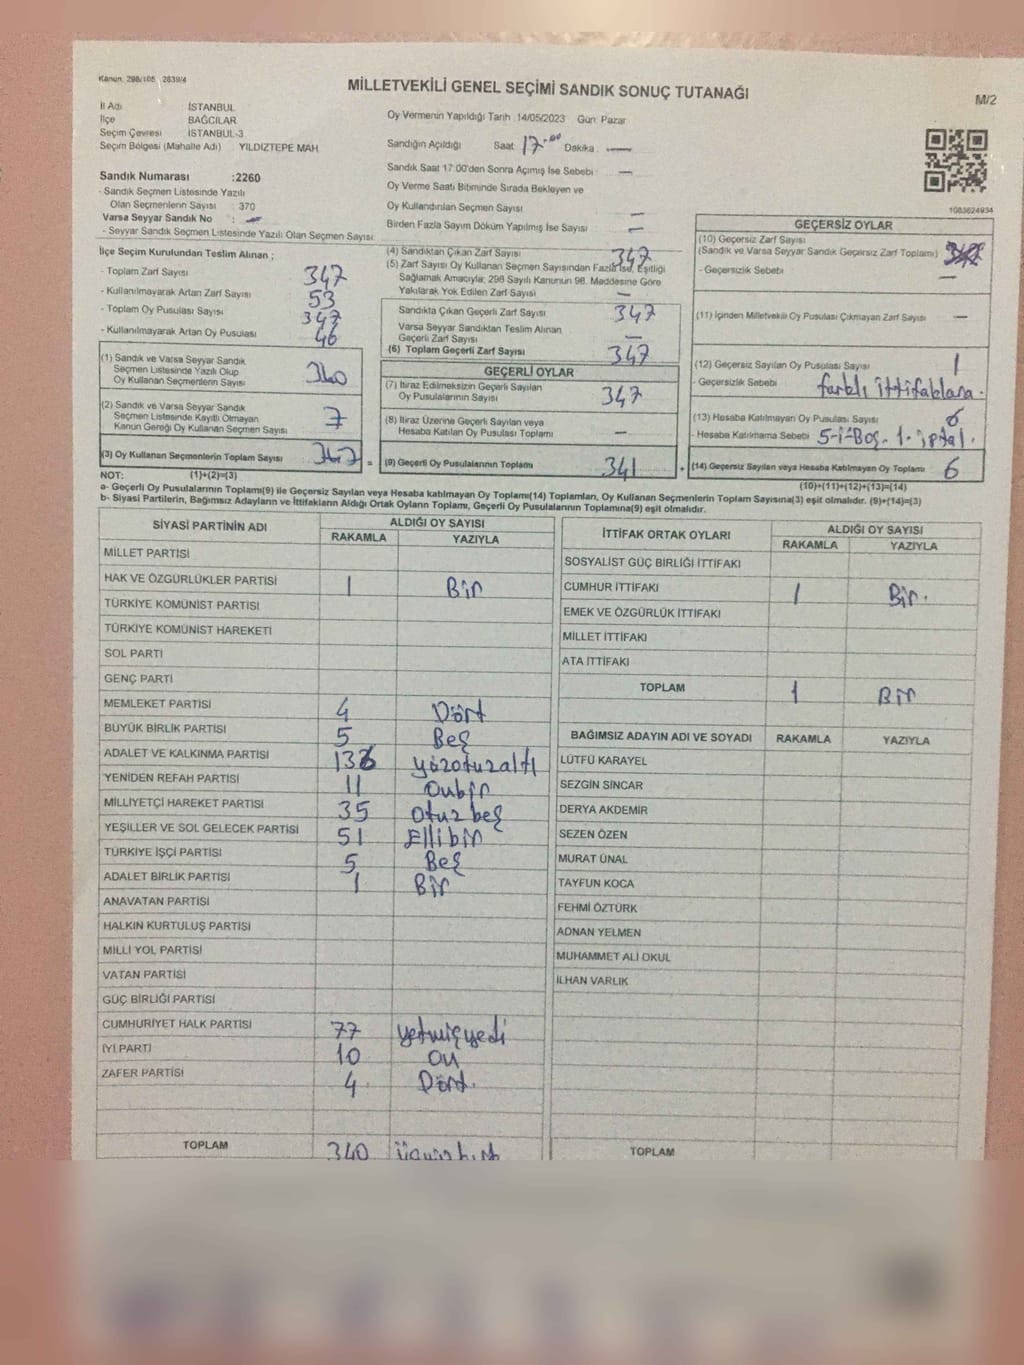 Kanun: 298/105 2839/4
MİLLETVEKİLİ GENEL SEÇİMİ SANDIK SONUÇ TUTANAĞI
M/2
İl Adı İSTANBUL
İlçe BAĞCILAR
Seçim Çevresi İSTANBUL-3
Seçim Bölgesi (Mahalle Adı) YILDIZTEPE MAH.
Sandık Numarası :2260
- Sandık Seçmen Listesinde Yazılı
Olan Seçmenlerin Sayısı : 370
Varsa Seyyar Sandık No : —
- Seyyar Sandık Seçmen Listesinde Yazılı Olan Seçmen Sayısı
Oy Vermenin Yapıldığı Tarih 14/05/2023 Gün: Pazar
Sandığın Açıldığı Saat: 17.00 Dakika : —
Sandık Saat 17:00'den Sonra Açımış İse Sebebi : —
Oy Verme Saati Bitiminde Sırada Bekleyen ve
Oy Kullandırılan Seçmen Sayısı —
Birden Fazla Sayım Döküm Yapılmış İse Sayısı —
1083624934
İlçe Seçim Kurulundan Teslim Alınan ;
- Toplam Zarf Sayısı 347
- Kullanılmayarak Artan Zarf Sayısı 53
- Toplam Oy Pusulası Sayısı 347
- Kullanılmayarak Artan Oy Pusulası 46
(1) Sandık ve Varsa Seyyar Sandık
Seçmen Listesinde Yazılı Olup
Oy Kullanan Seçmenlerin Sayısı 340
(2) Sandık ve Varsa Seyyar Sandık
Seçmen Listesinde Kayıtlı Olmayan
Kanun Gereği Oy Kullanan Seçmen Sayısı 7
(3) Oy Kullanan Seçmenlerin Toplam Sayısı 347 =
(4) Sandıktan Çıkan Zarf Sayısı 347
(5) Zarf Sayısı Oy Kullanan Seçmen Sayısından Fazla ise, Eşitliği
Sağlamak Amacıyla; 298 Sayılı Kanunun 98. Maddesine Göre
Yakılarak Yok Edilen Zarf Sayısı —
Sandıkta Çıkan Geçerli Zarf Sayısı 347
Varsa Seyyar Sandıktan Teslim Alınan
Geçerli Zarf Sayısı —
(6) Toplam Geçerli Zarf Sayısı 347
GEÇERLİ OYLAR
(7) İtiraz Edilmeksizin Geçerli Sayılan
Oy Pusulalarının Sayısı 347
(8) İtiraz Üzerine Geçerli Sayılan veya
Hesaba Katılan Oy Pusulası Toplamı —
(9) Geçerli Oy Pusulalarının Toplamı 341 +
GEÇERSİZ OYLAR
(10) Geçersiz Zarf Sayısı
(Sandık ve Varsa Seyyar Sandık Geçersiz Zarf Toplamı)
- Geçersizlik Sebebi —
(11) İçinden Milletvekili Oy Pusulası Çıkmayan Zarf Sayısı —
(12) Geçersiz Sayılan Oy Pusulası Sayısı 1
- Geçersizlik Sebebi farklı ittifaklara.
(13) Hesaba Katılmayan Oy Pusulası Sayısı 6
- Hesaba Katılmama Sebebi 5-i-Boş. 1. iptal.
(14) Geçersiz Sayılan veya Hesaba Katılmayan Oy Toplamı 6
NOT: (1)+(2)=(3)
(10)+(11)+(12)+(13)=(14)
a- Geçerli Oy Pusulalarının Toplamı(9) ile Geçersiz Sayılan veya Hesaba katılmayan Oy Toplamı(14) Toplamları, Oy Kullanan Seçmenlerin Toplam Sayısına(3) eşit olmalıdır. (9)+(14)=(3)
b- Siyasi Partilerin, Bağımsız Adayların ve İttifakların Aldığı Ortak Oyların Toplamı, Geçerli Oy Pusulalarının Toplamına(9) eşit olmalıdır.
SİYASİ PARTİNİN ADI ALDIĞI OY SAYISI
RAKAMLA YAZIYLA
MİLLET PARTİSİ
HAK VE ÖZGÜRLÜKLER PARTİSİ 1 Bir
TÜRKİYE KOMÜNİST PARTİSİ
TÜRKİYE KOMÜNİST HAREKETİ
SOL PARTİ
GENÇ PARTİ
MEMLEKET PARTİSİ 4 Dört
BÜYÜK BİRLİK PARTİSİ 5 Beş
ADALET VE KALKINMA PARTİSİ 136 yüzotuzaltı
YENİDEN REFAH PARTİSİ 11 Onbir
MİLLİYETÇİ HAREKET PARTİSİ 35 Otuzbeş
YEŞİLLER VE SOL GELECEK PARTİSİ 51 Ellibir
TÜRKİYE İŞÇİ PARTİSİ 5 Beş
ADALET BİRLİK PARTİSİ 1 Bir
ANAVATAN PARTİSİ
HALKIN KURTULUŞ PARTİSİ
MİLLİ YOL PARTİSİ
VATAN PARTİSİ
GÜÇ BİRLİĞİ PARTİSİ
CUMHURİYET HALK PARTİSİ 77 yetmişyedi
İYİ PARTİ 10 on
ZAFER PARTİSİ 4 Dört.
TOPLAM 340
İTTİFAK ORTAK OYLARI ALDIĞI OY SAYISI
RAKAMLA YAZIYLA
SOSYALİST GÜÇ BİRLİĞİ İTTİFAKI
CUMHUR İTTİFAKI 1 Bir.
EMEK VE ÖZGÜRLÜK İTTİFAKI
MİLLET İTTİFAKI
ATA İTTİFAKI
TOPLAM 1 Bir
BAĞIMSIZ ADAYIN ADI VE SOYADI RAKAMLA YAZIYLA
LÜTFÜ KARAYEL
SEZGİN SİNCAR
DERYA AKDEMİR
SEZEN ÖZEN
MURAT ÜNAL
TAYFUN KOCA
FEHMİ ÖZTÜRK
ADNAN YELMEN
MUHAMMET ALİ OKUL
İLHAN VARLIK
TOPLAM